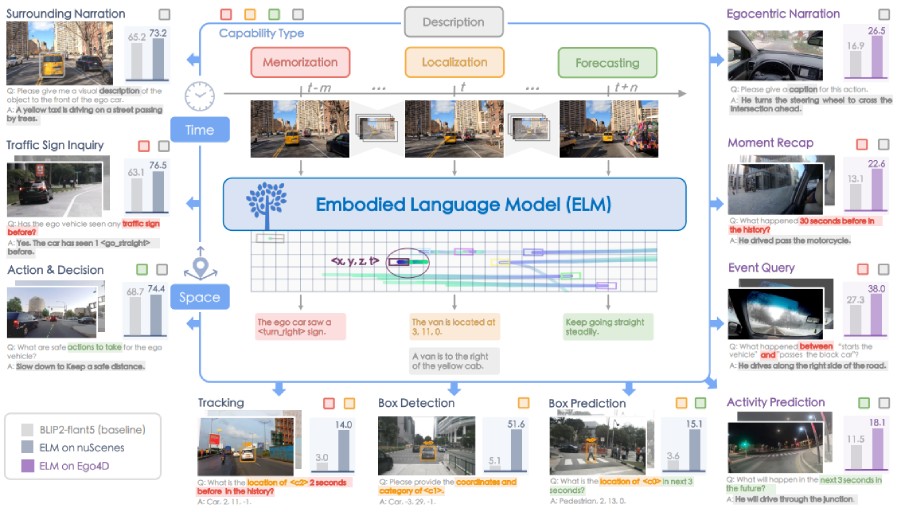 Surrounding Narration
65.2
73.2
Q: Please give me a visual description of the
object to the front of the ego car.
A: A yellow taxi is driving on a street passing
by trees.
Traffic Sign Inquiry
63.1
76.5
Q: Has the ego vehicle seen any traffic sign
before?
A: Yes. The car has seen 1 <go_straight>
before.
Action & Decision
68.7
74.4
Q: What are safe actions to take for the ego
vehicle?
A: Slow down to Keep a safe distance.
BLIP2-flant5 (baseline)
ELM on nuScenes
ELM on Ego4D
Capability Type
Description
Memorization
Localization
Forecasting
t-m
...
t
...
t+n
Time
Space
Embodied Language Model (ELM)
<x, y, z, t>
The ego car saw a
<turn_right> sign.
The van is located at
3, 11, 0.
Keep going straight
steadily.
A van is to the right
of the yellow cab.
Tracking
3.0
14.0
Q: What is the location of <c2> 2 seconds
before in the history?
A: Car, 2, 11, -1.
Box Detection
5.1
51.6
Q: Please provide the coordinates and
category of <c1>.
A: Car, -3, 29, -1.
Box Prediction
3.6
15.1
Q: What is the location of <c0> in next 3
seconds?
A: Pedestrian, 2, 13, 0.
Egocentric Narration
16.9
26.5
Q: Please give a caption for this action.
A: He turns the steering wheel to cross the
intersection ahead.
Moment Recap
13.1
22.6
Q: What happened 30 seconds before in
the history?
A: He drived pass the motorcycle.
Event Query
27.3
38.0
Q: What happened between "starts the
vehicle" and "passes the black car"?
A: He drives along the right side of the road.
Activity Prediction
11.5
18.1
Q: What will happen in the next 3 seconds in
the future?
A: He will drive through the junction.